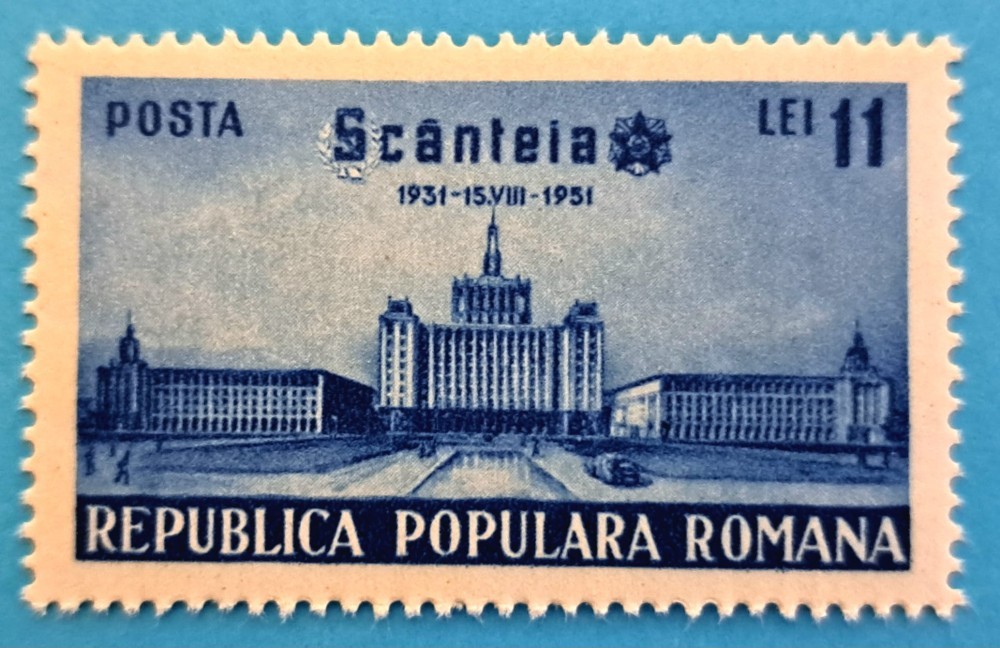 POSTA
Scânteia
LEI 11
1931-15.VIII-1951
REPUBLICA POPULARA ROMANA